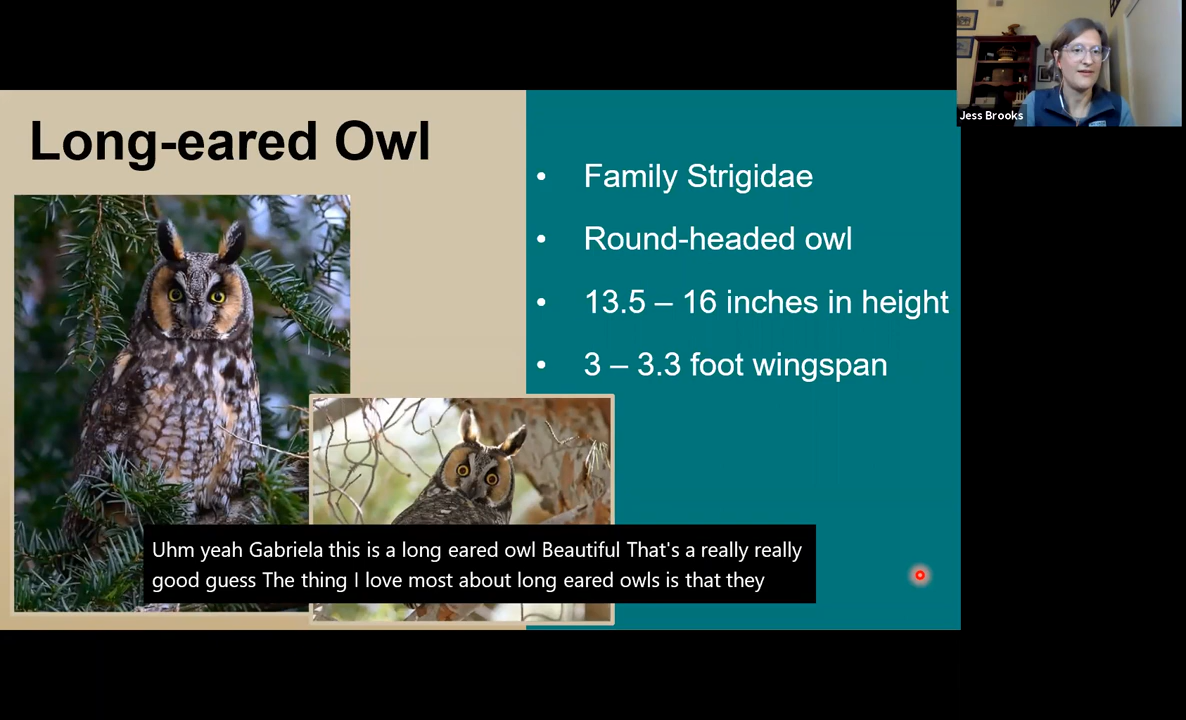 Jess Brooks
Long-eared Owl
• Family Strigidae
• Round-headed owl
• 13.5 – 16 inches in height
• 3 – 3.3 foot wingspan
Uhm yeah Gabriela this is a long eared owl Beautiful That's a really really
good guess The thing I love most about long eared owls is that they